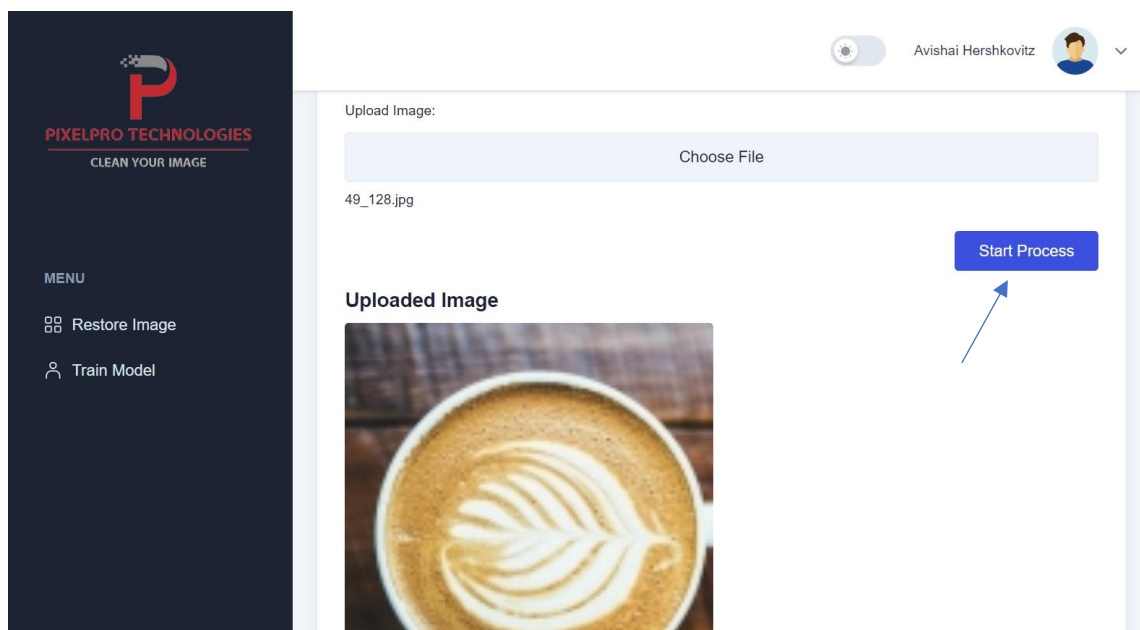 PIXELPRO TECHNOLOGIES
CLEAN YOUR IMAGE
MENU
Restore Image
Train Model
Avishai Hershkovitz
Upload Image:
Choose File
49_128.jpg
Start Process
Uploaded Image